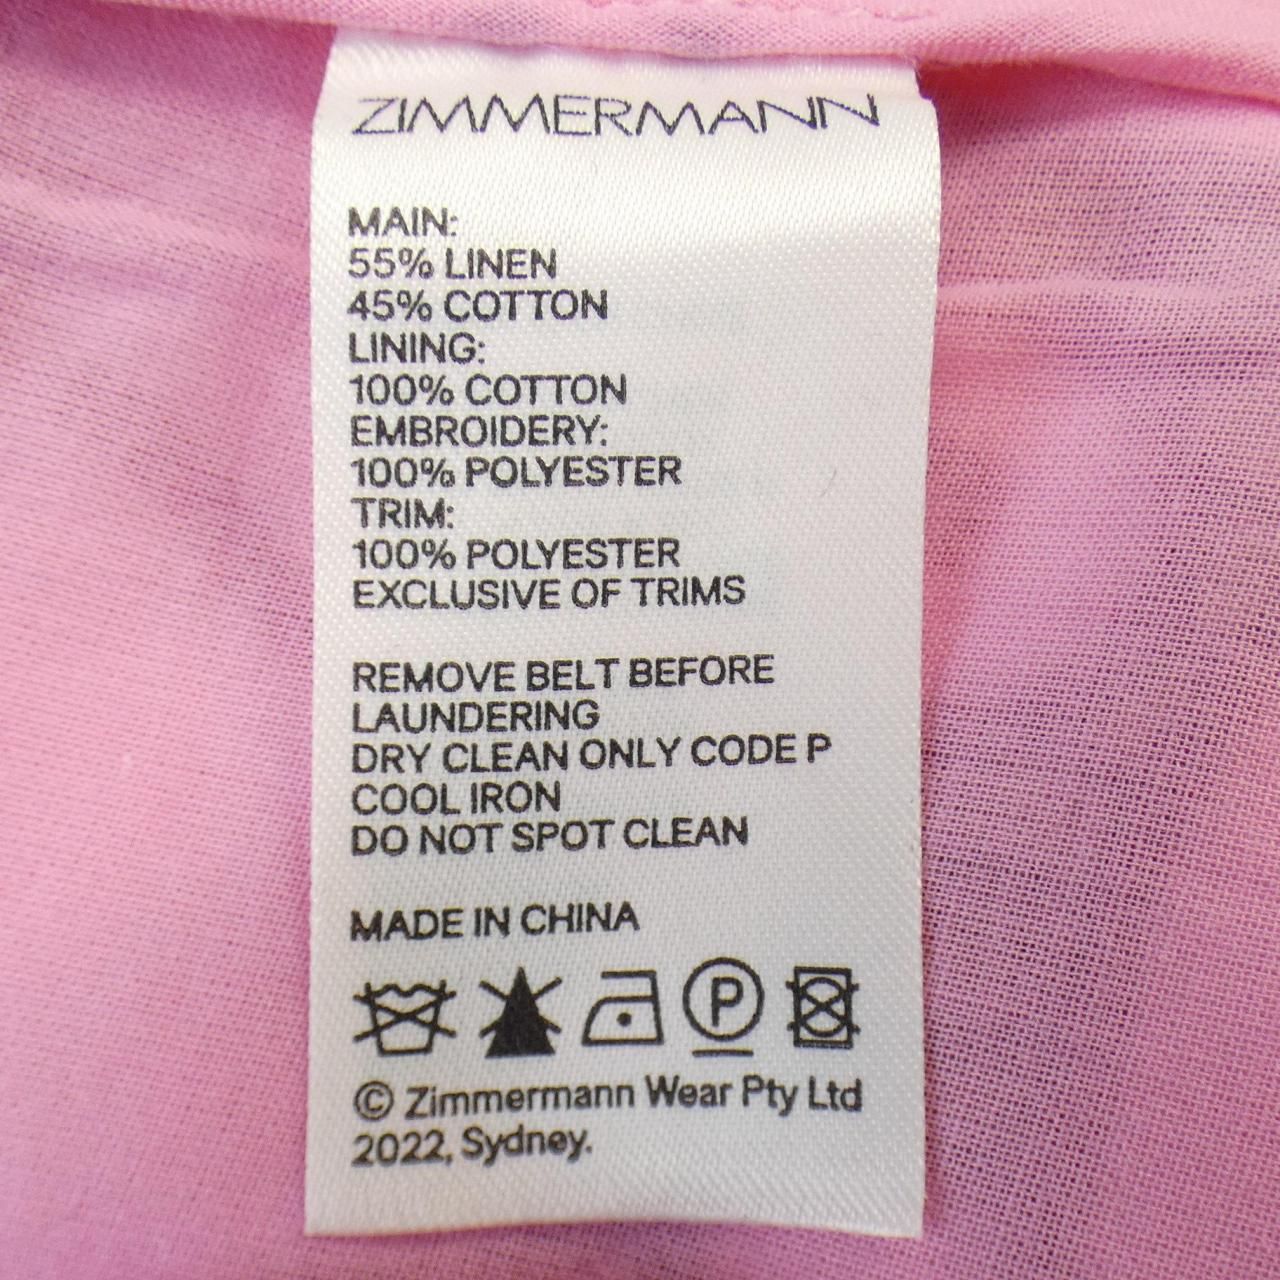 ZIMMERMANN
MAIN:
55% LINEN
45% COTTON
LINING:
100% COTTON
EMBROIDERY:
100% POLYESTER
TRIM:
100% POLYESTER
EXCLUSIVE OF TRIMS
REMOVE BELT BEFORE
LAUNDERING
DRY CLEAN ONLY CODE P
COOL IRON
DO NOT SPOT CLEAN
MADE IN CHINA
P
© Zimmermann Wear Pty Ltd
2022, Sydney.